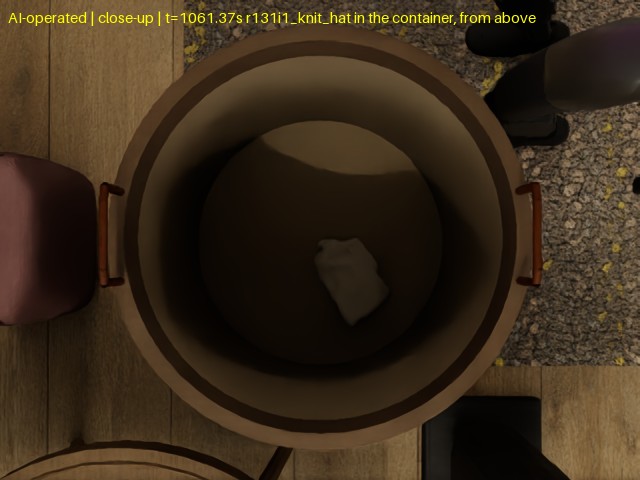 AI-operated | close-up | t=1061.37s r131i1_knit_hat in the container, from above